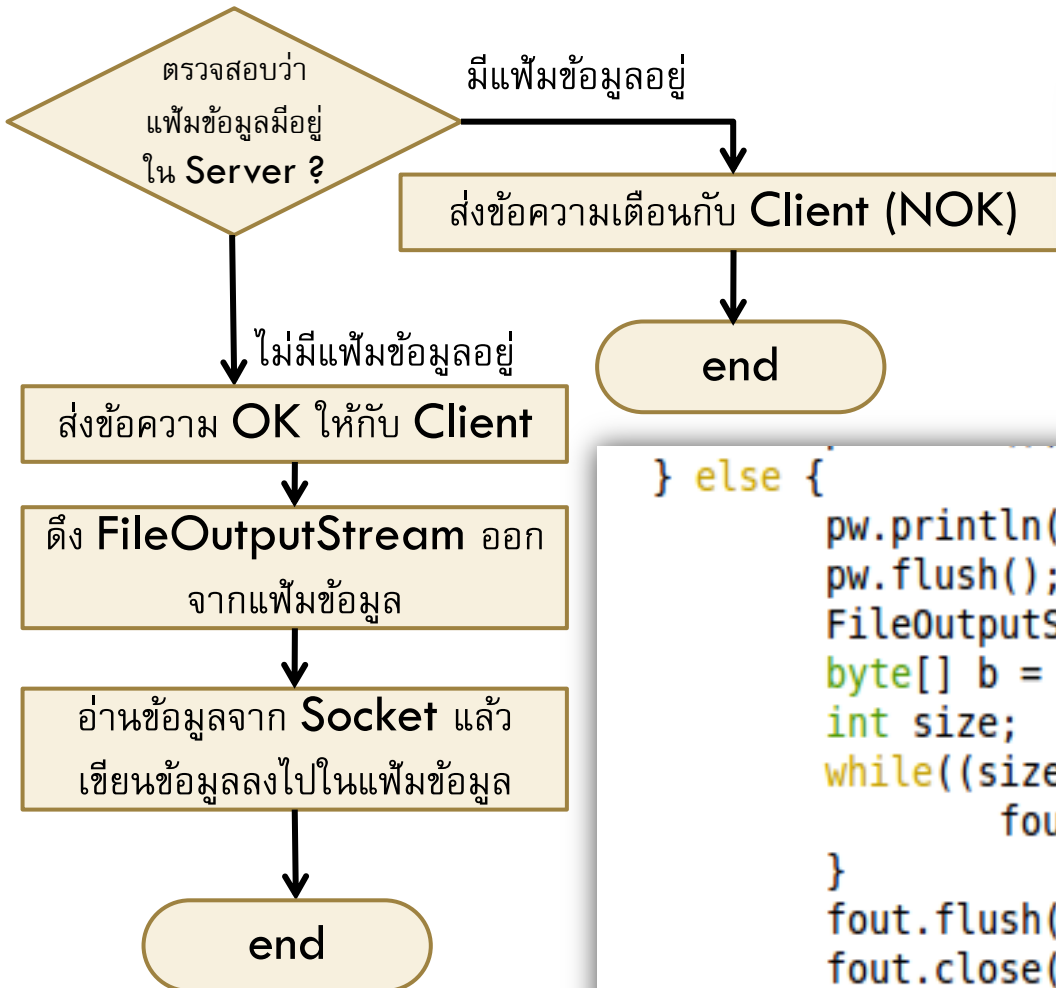 ตรวจสอบว่า
แฟ้มข้อมูลมีอยู่
ใน Server ?
มีแฟ้มข้อมูลอยู่
ส่งข้อความเตือนกับ Client (NOK)
end
ไม่มีแฟ้มข้อมูลอยู่
ส่งข้อความ OK ให้กับ Client
ดึง FileOutputStream ออก
จากแฟ้มข้อมูล
อ่านข้อมูลจาก Socket แล้ว
เขียนข้อมูลลงไปในแฟ้มข้อมูล
end
} else {
pw.println(
pw.flush();
FileOutputS
byte[] b =
int size;
while((size
fou
}
fout.flush(
fout.close(